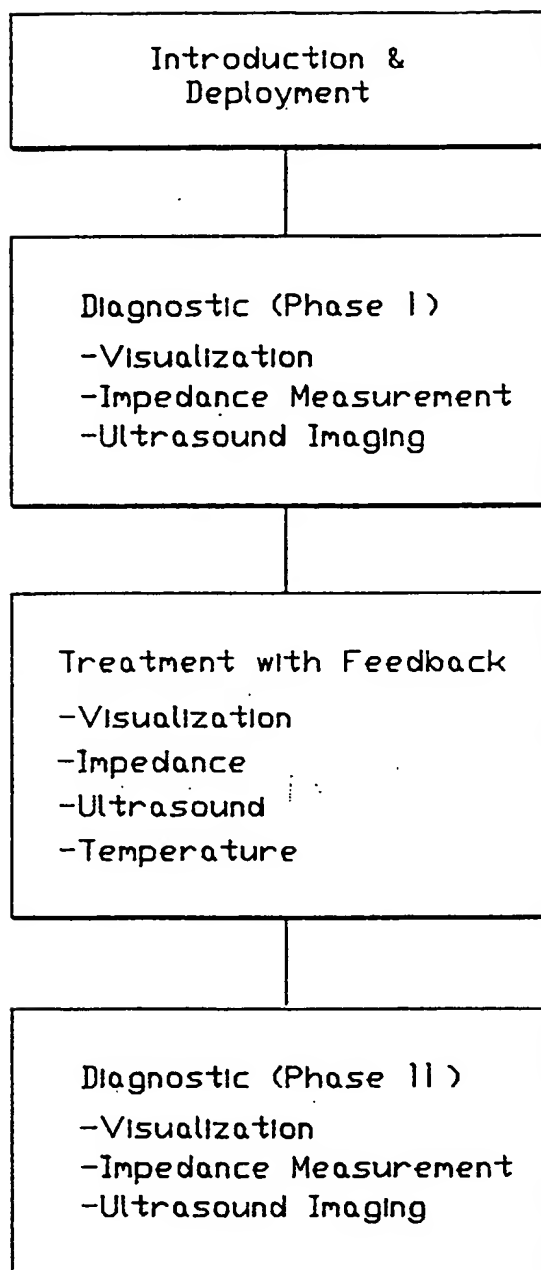 Introduction &
Deployment
Diagnostic (Phase I)
-Visualization
-Impedance Measurement
-Ultrasound Imaging
Treatment with Feedback
-Visualization
-Impedance
-Ultrasound
-Temperature
Diagnostic (Phase II)
-Visualization
-Impedance Measurement
-Ultrasound Imaging